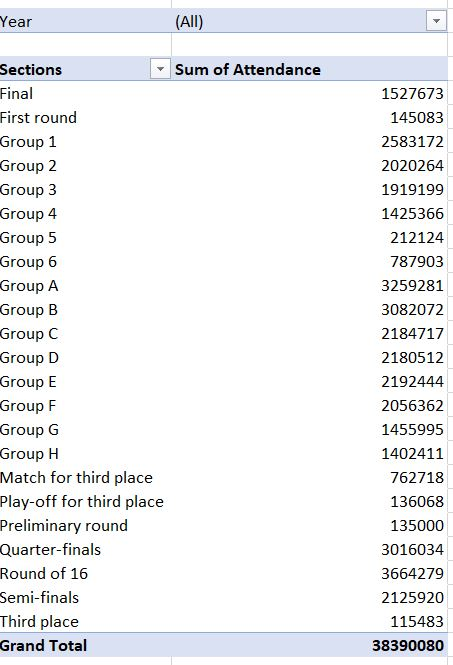 Year (All)
Sections Sum of Attendance
Final 1527673
First round 145083
Group 1 2583172
Group 2 2020264
Group 3 1919199
Group 4 1425366
Group 5 212124
Group 6 787903
Group A 3259281
Group B 3082072
Group C 2184717
Group D 2180512
Group E 2192444
Group F 2056362
Group G 1455995
Group H 1402411
Match for third place 762718
Play-off for third place 136068
Preliminary round 135000
Quarter-finals 3016034
Round of 16 3664279
Semi-finals 2125920
Third place 115483
Grand Total 38390080